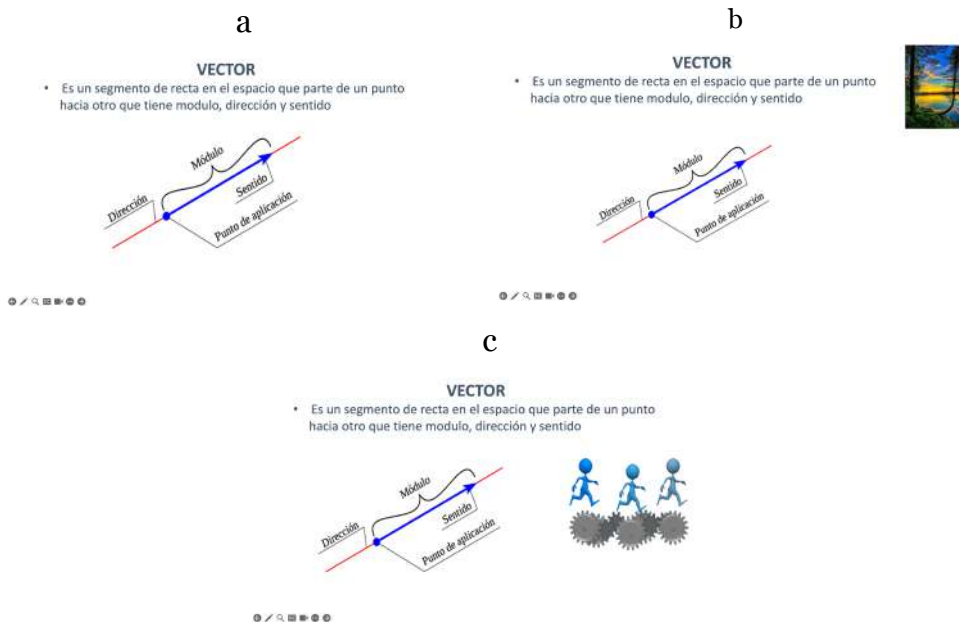 a
VECTOR
• Es un segmento de recta en el espacio que parte de un punto
hacia otro que tiene modulo, dirección y sentido
Módulo
Sentido
Dirección
Punto de aplicación
b
VECTOR
• Es un segmento de recta en el espacio que parte de un punto
hacia otro que tiene modulo, dirección y sentido
Módulo
Sentido
Dirección
Punto de aplicación
c
VECTOR
• Es un segmento de recta en el espacio que parte de un punto
hacia otro que tiene modulo, dirección y sentido
Módulo
Sentido
Dirección
Punto de aplicación